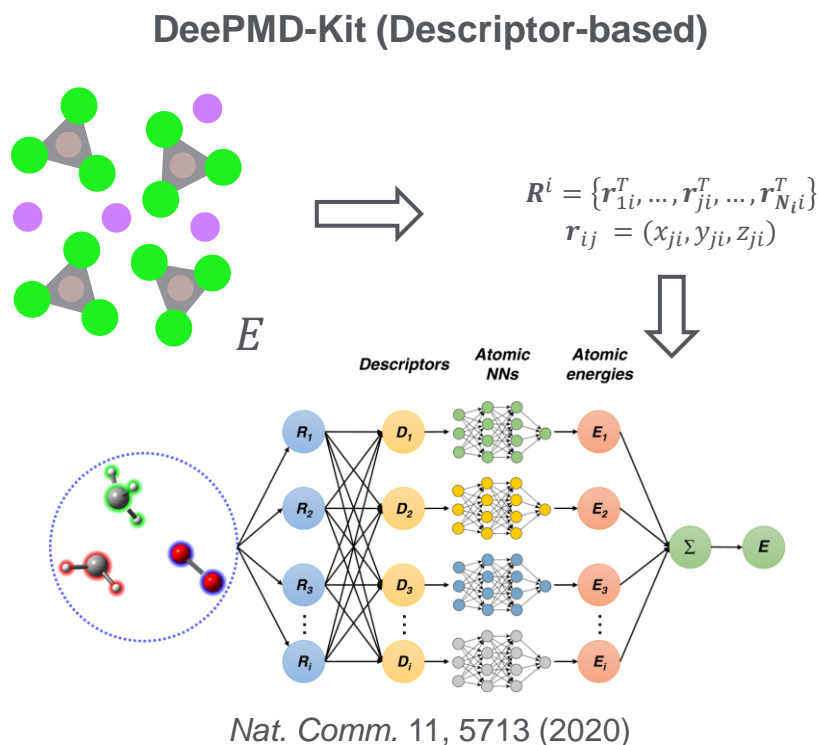 DeePMD-Kit (Descriptor-based)
𝑹^i = {𝒓_{1i}^T, …, 𝒓_{ji}^T, …, 𝒓_{N_i i}^T}
𝒓_{ij} = (x_{ji}, y_{ji}, z_{ji})
E
Descriptors Atomic NNs Atomic energies
R_1 D_1 E_1
R_2 D_2 E_2
Σ E
R_3 D_3 E_3
R_i D_i E_i
Nat. Comm. 11, 5713 (2020)